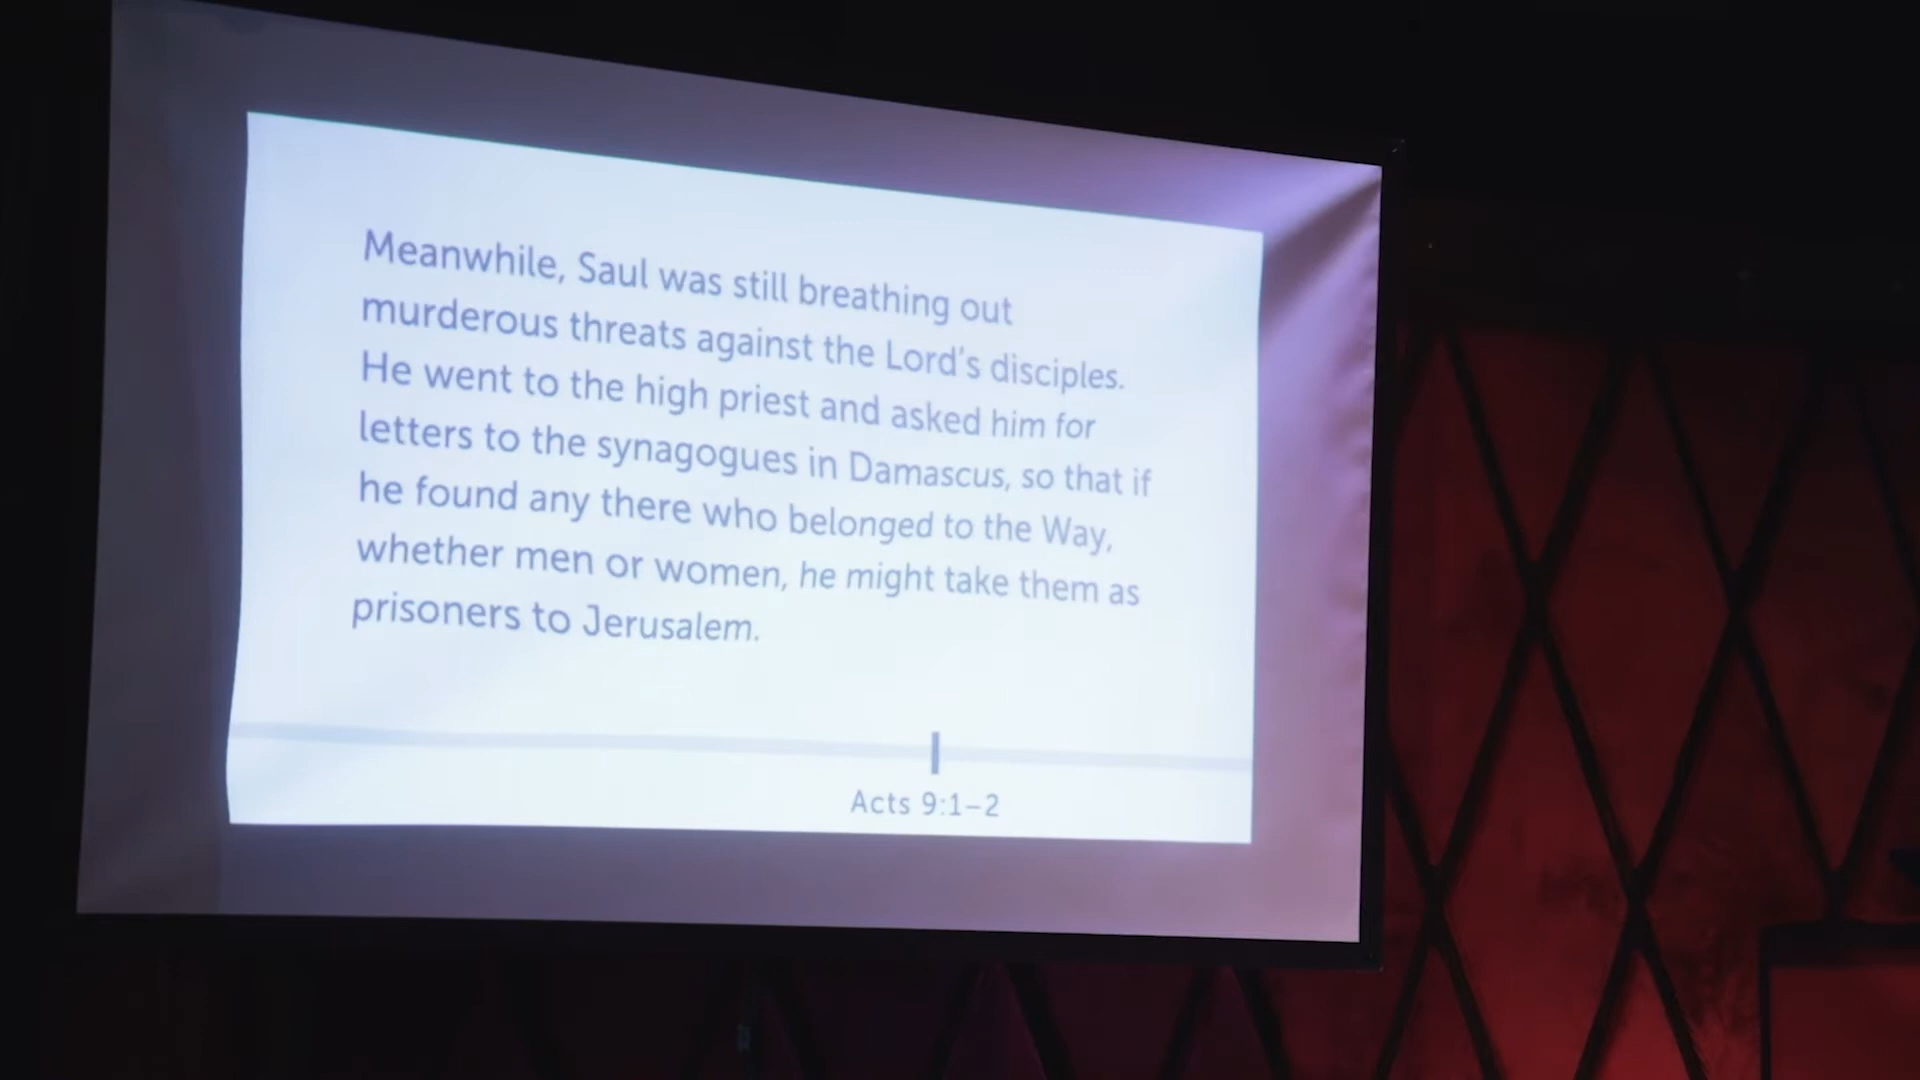 Meanwhile, Saul was still breathing out
murderous threats against the Lord's disciples.
He went to the high priest and asked him for
letters to the synagogues in Damascus, so that if
he found any there who belonged to the Way,
whether men or women, he might take them as
prisoners to Jerusalem.
Acts 9:1–2